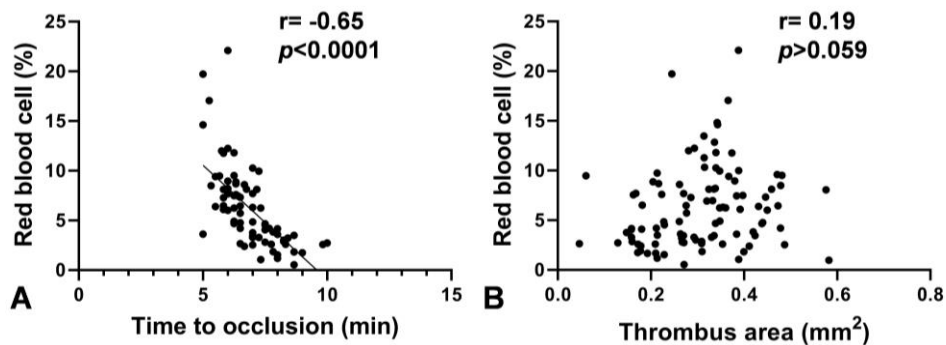 r= -0.65
p<0.0001
Red blood cell (%)
25
20
15
10
5
0
0
5
10
15
Time to occlusion (min)
A
r= 0.19
p>0.059
Red blood cell (%)
25
20
15
10
5
0
0.0
0.2
0.4
0.6
0.8
Thrombus area (mm²)
B